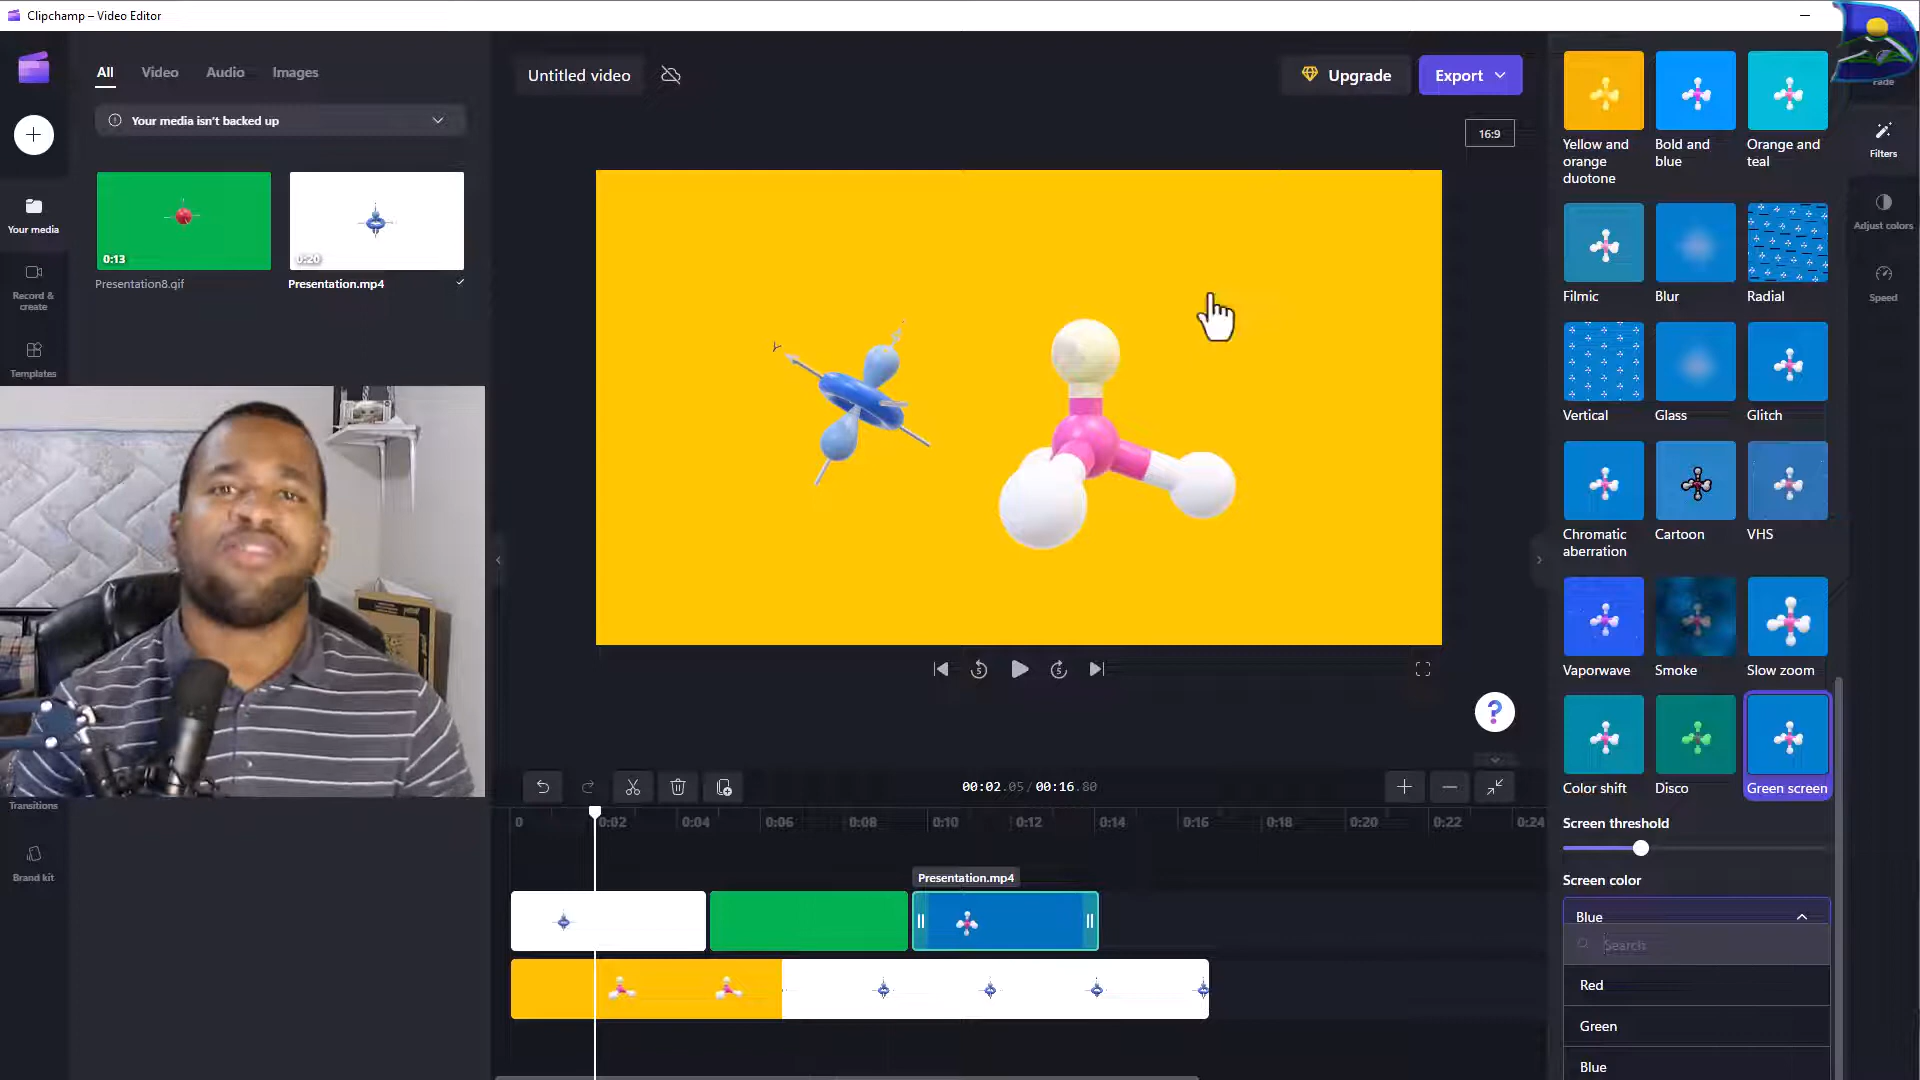 Clipchamp – Video Editor
All
Video
Audio
Images
Your media isn't backed up
0:13
0:20
Presentation8.gif
Presentation.mp4
Your media
Record &
create
Templates
Transitions
Brand kit
Untitled video
Upgrade
Export
16:9
00:02.05/00:16.80
0
0:02
0:04
0:06
0:08
0:10
0:12
0:14
0:16
0:18
0:20
0:22
0:24
Presentation.mp4
Yellow and
orange
duotone
Bold and
blue
Orange and
teal
Filmic
Blur
Radial
Vertical
Glass
Glitch
Chromatic
aberration
Cartoon
VHS
Vaporwave
Smoke
Slow zoom
Color shift
Disco
Green screen
Screen threshold
Screen color
Blue
Search
Red
Green
Blue
Fade
Filters
Adjust colors
Speed